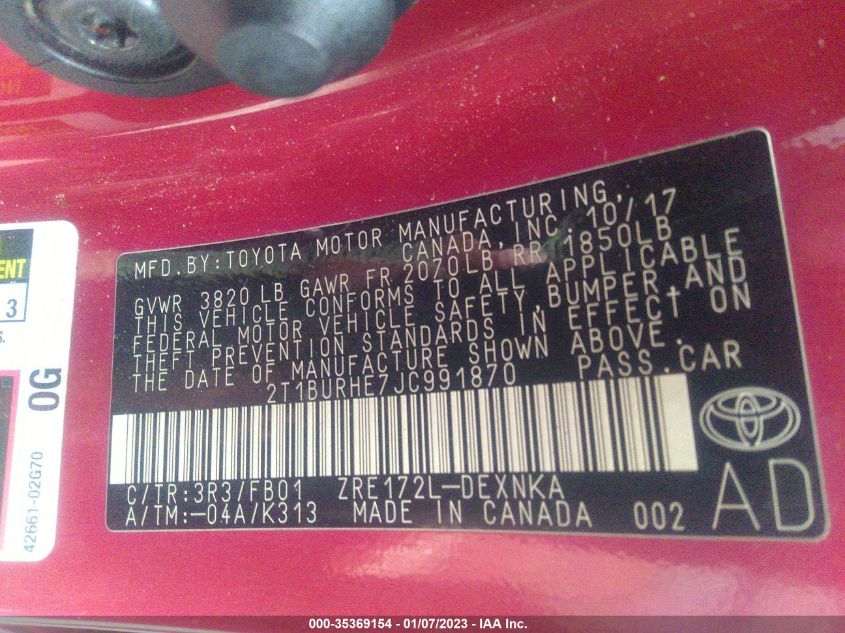 MFD.BY:TOYOTA MOTOR MANUFACTURING,
CANADA,INC. 10/17
GVWR 3820 LB GAWR FR 2070LB RR 1850LB
THIS VEHICLE CONFORMS TO ALL APPLICABLE
FEDERAL MOTOR VEHICLE SAFETY,BUMPER,AND
THEFT PREVENTION STANDARDS IN EFFECT ON
THE DATE OF MANUFACTURE SHOWN ABOVE.
2T1BURHE7JC991870 PASS.CAR
C/TR:3R3/FB01 ZRE172L-DEXNKA
A/TM:-04A/K313 MADE IN CANADA 002
AD
3
0G
42661-02G70
000-35369154 - 01/07/2023 - IAA Inc.